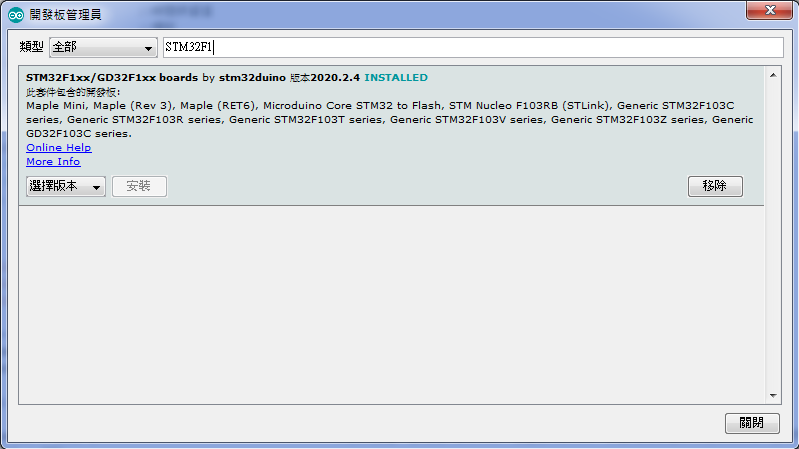 開發板管理員
類型 全部 STM32F1
STM32F1xx/GD32F1xx boards by stm32duino 版本2020.2.4 INSTALLED
此套件包含的開發板:
Maple Mini, Maple (Rev 3), Maple (RET6), Microduino Core STM32 to Flash, STM Nucleo F103RB (STLink), Generic STM32F103C
series, Generic STM32F103R series, Generic STM32F103T series, Generic STM32F103V series, Generic STM32F103Z series, Generic
GD32F103C series.
Online Help
More Info
選擇版本 安裝 移除
關閉